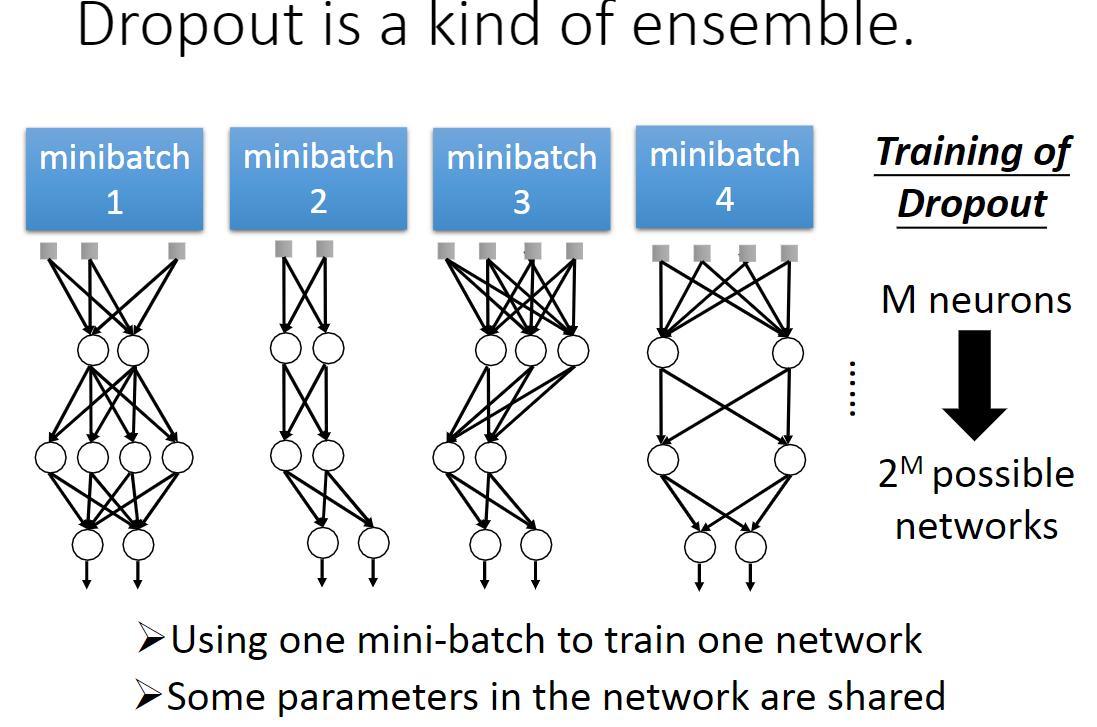 Dropout is a kind of ensemble.
minibatch
1
minibatch
2
minibatch
3
minibatch
4
Training of
Dropout
M neurons
……
2ᴹ possible
networks
➢Using one mini-batch to train one network
➢Some parameters in the network are shared